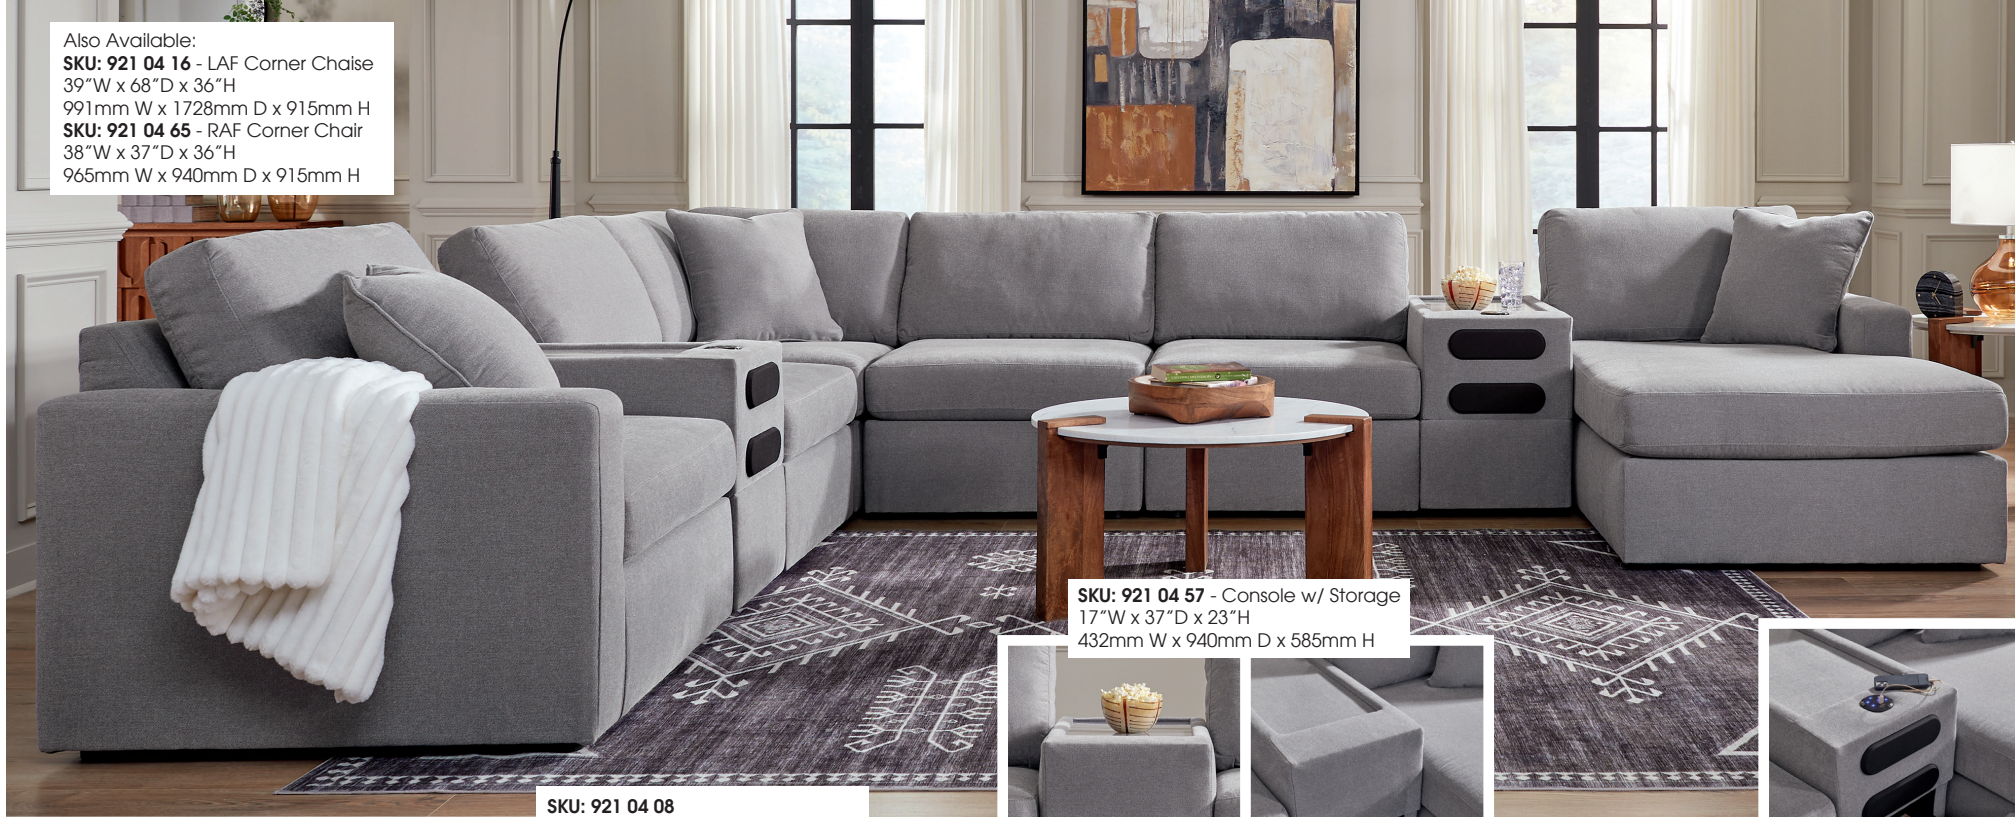 Also Available:
SKU: 921 04 16 - LAF Corner Chaise
39"W x 68"D x 36"H
991mm W x 1728mm D x 915mm H
SKU: 921 04 65 - RAF Corner Chair
38"W x 37"D x 36"H
965mm W x 940mm D x 915mm H
SKU: 921 04 57 - Console w/ Storage
17"W x 37"D x 23"H
432mm W x 940mm D x 585mm H
SKU: 921 04 08